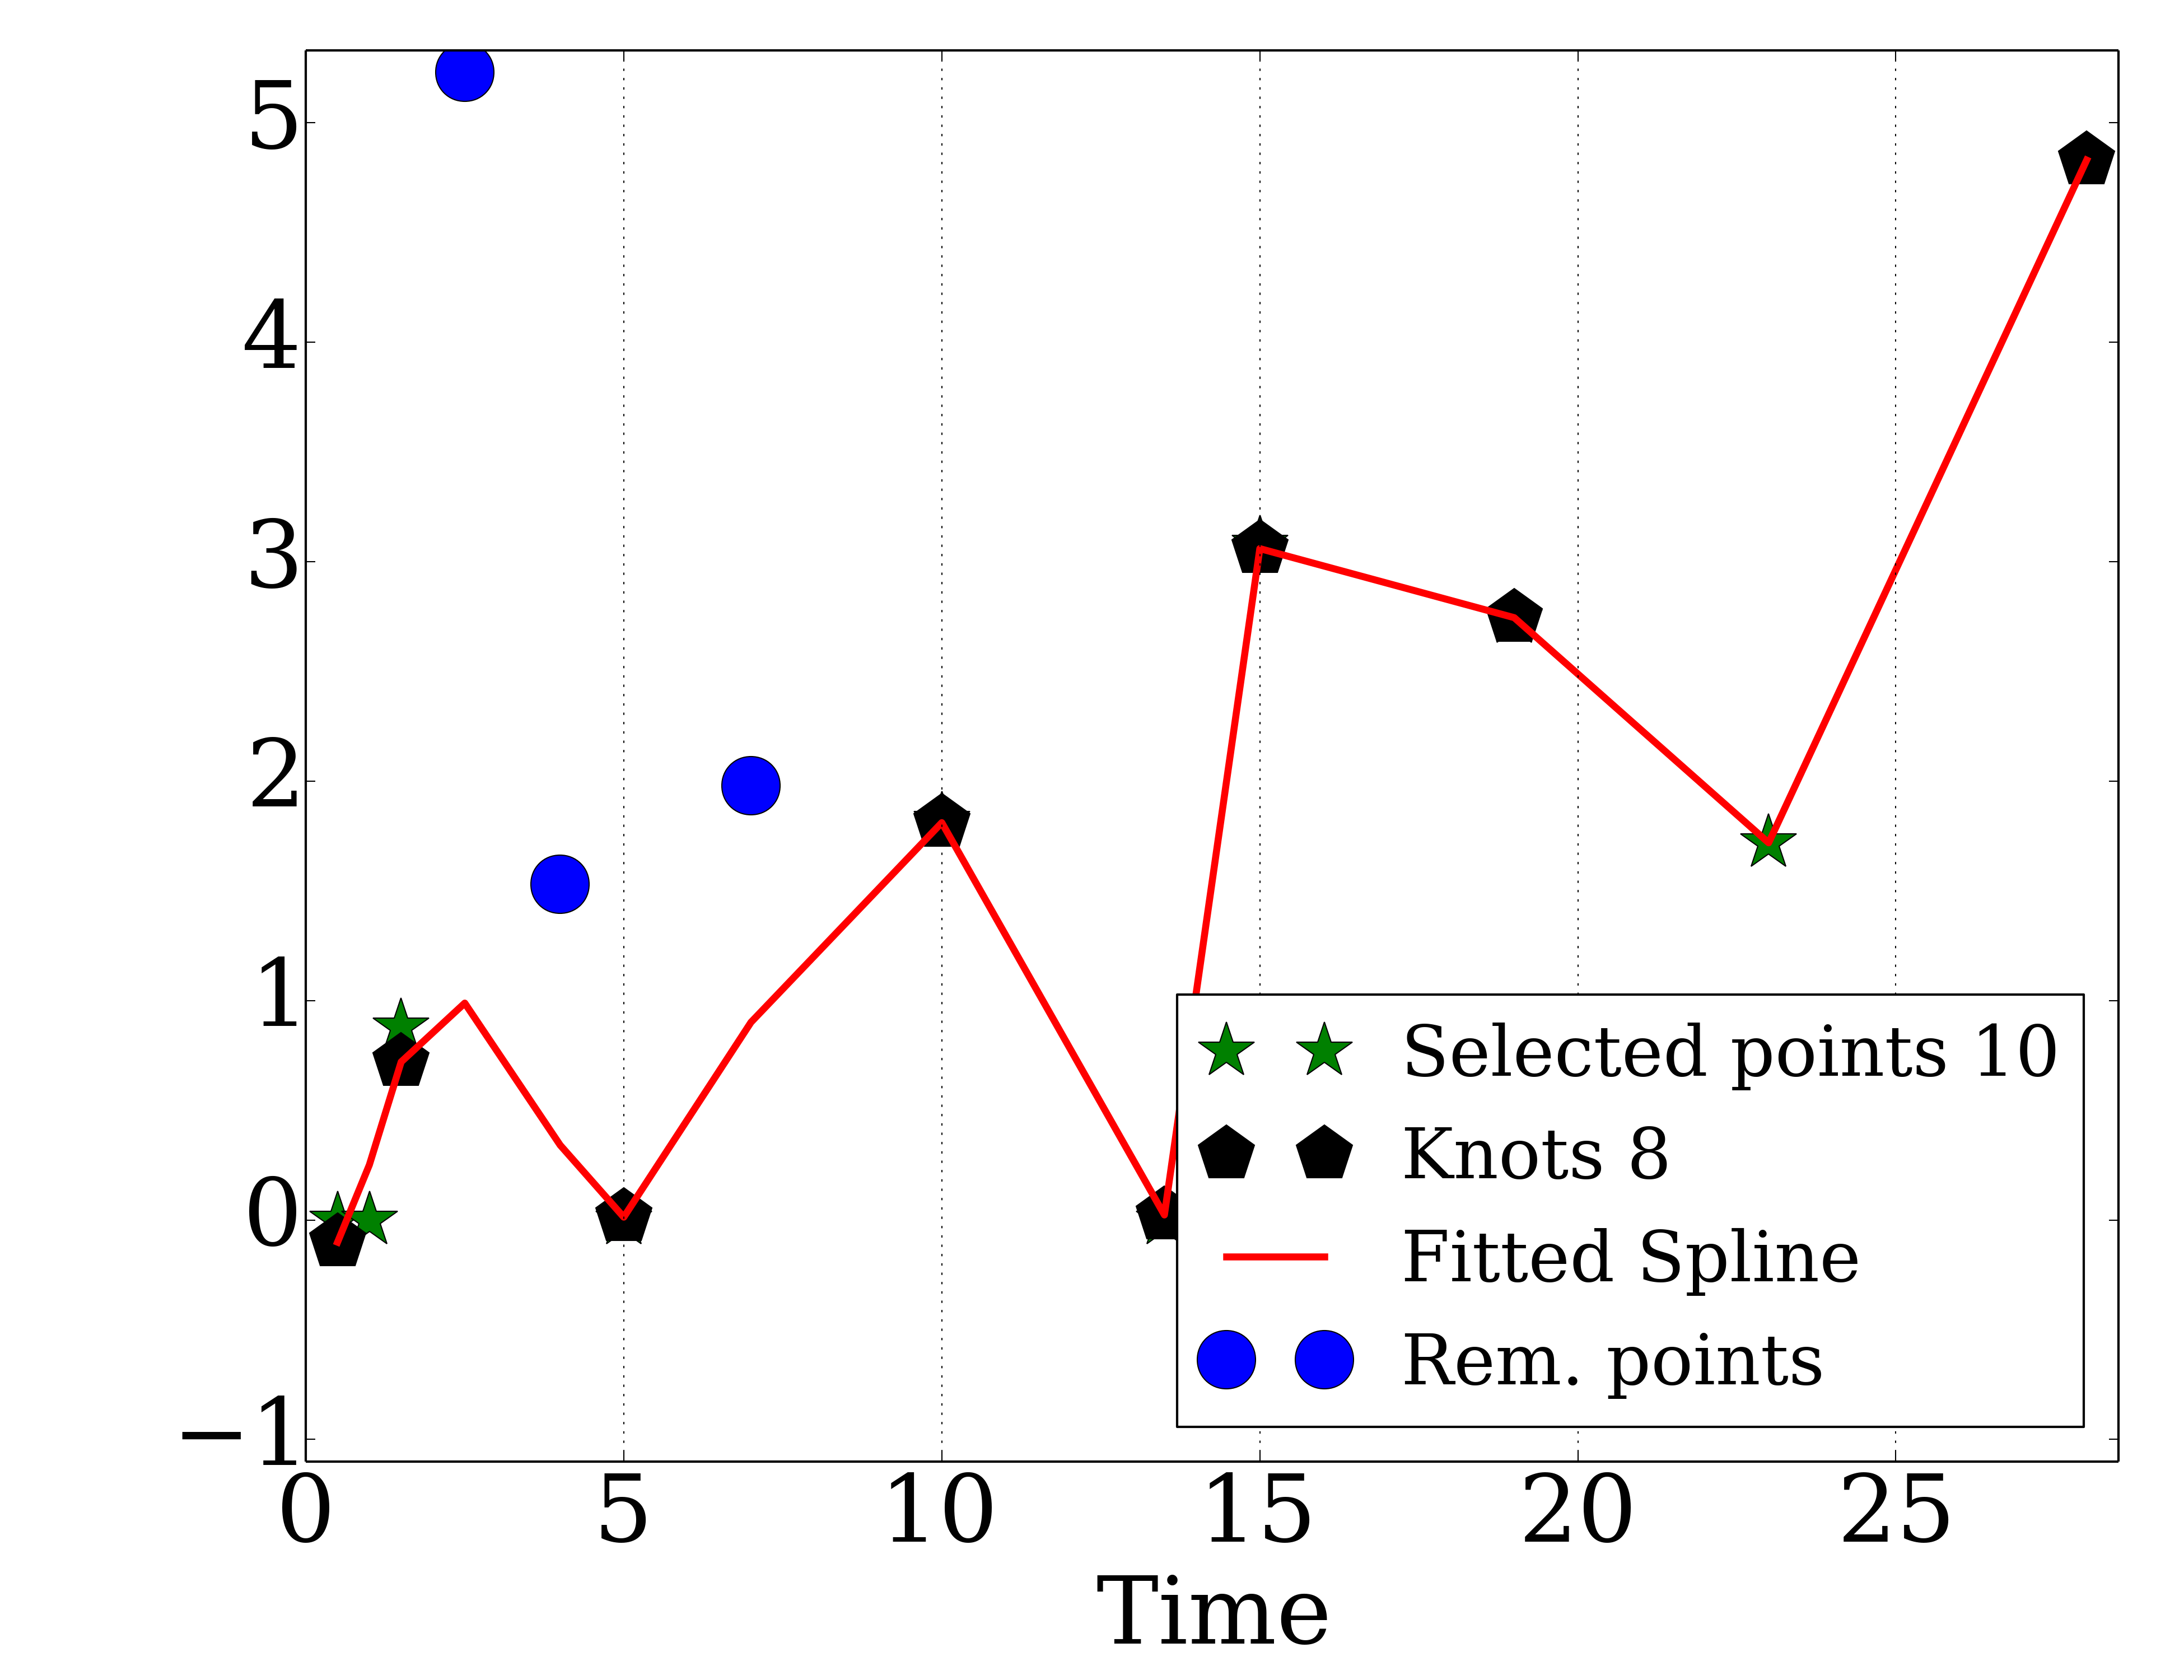 5
4
3
2
1
0
−1
Selected points 10
Knots 8
Fitted Spline
Rem. points
0 5 10 15 20 25
Time